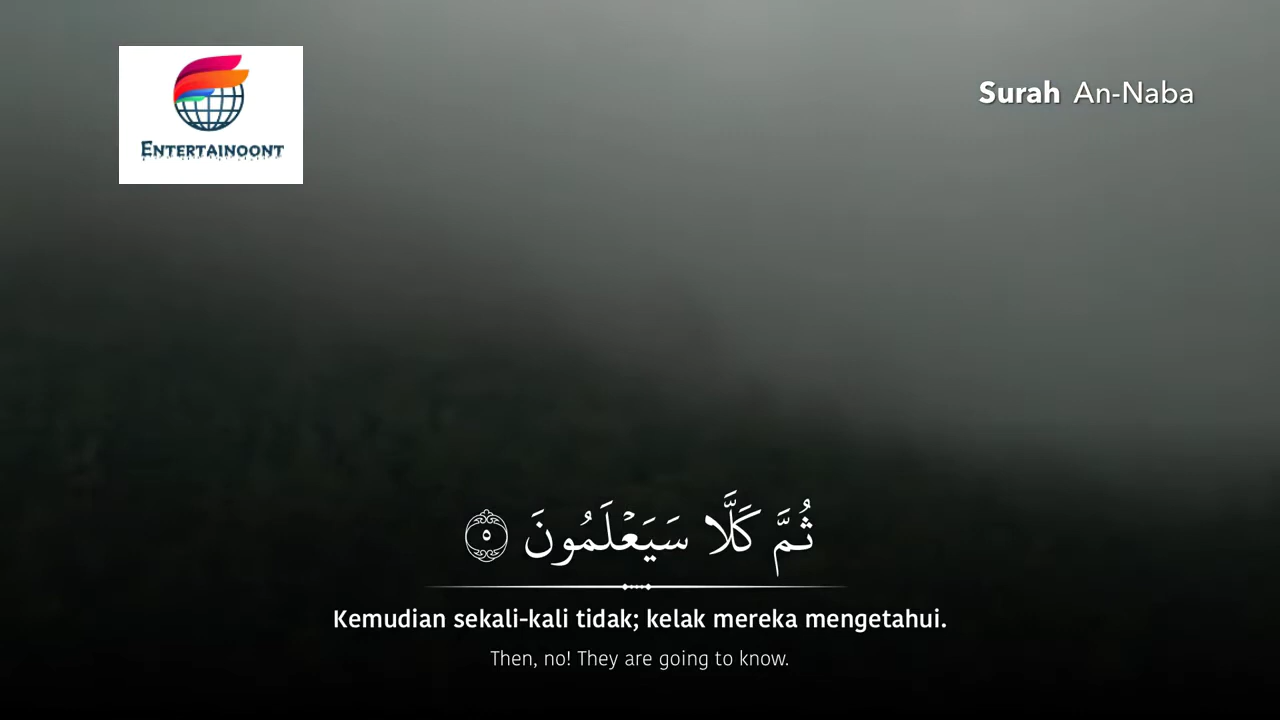 ENTERTAINOONT
Surah An-Naba
ثُمَّ كَلَّا سَيَعْلَمُونَ ٥
Kemudian sekali-kali tidak; kelak mereka mengetahui.
Then, no! They are going to know.